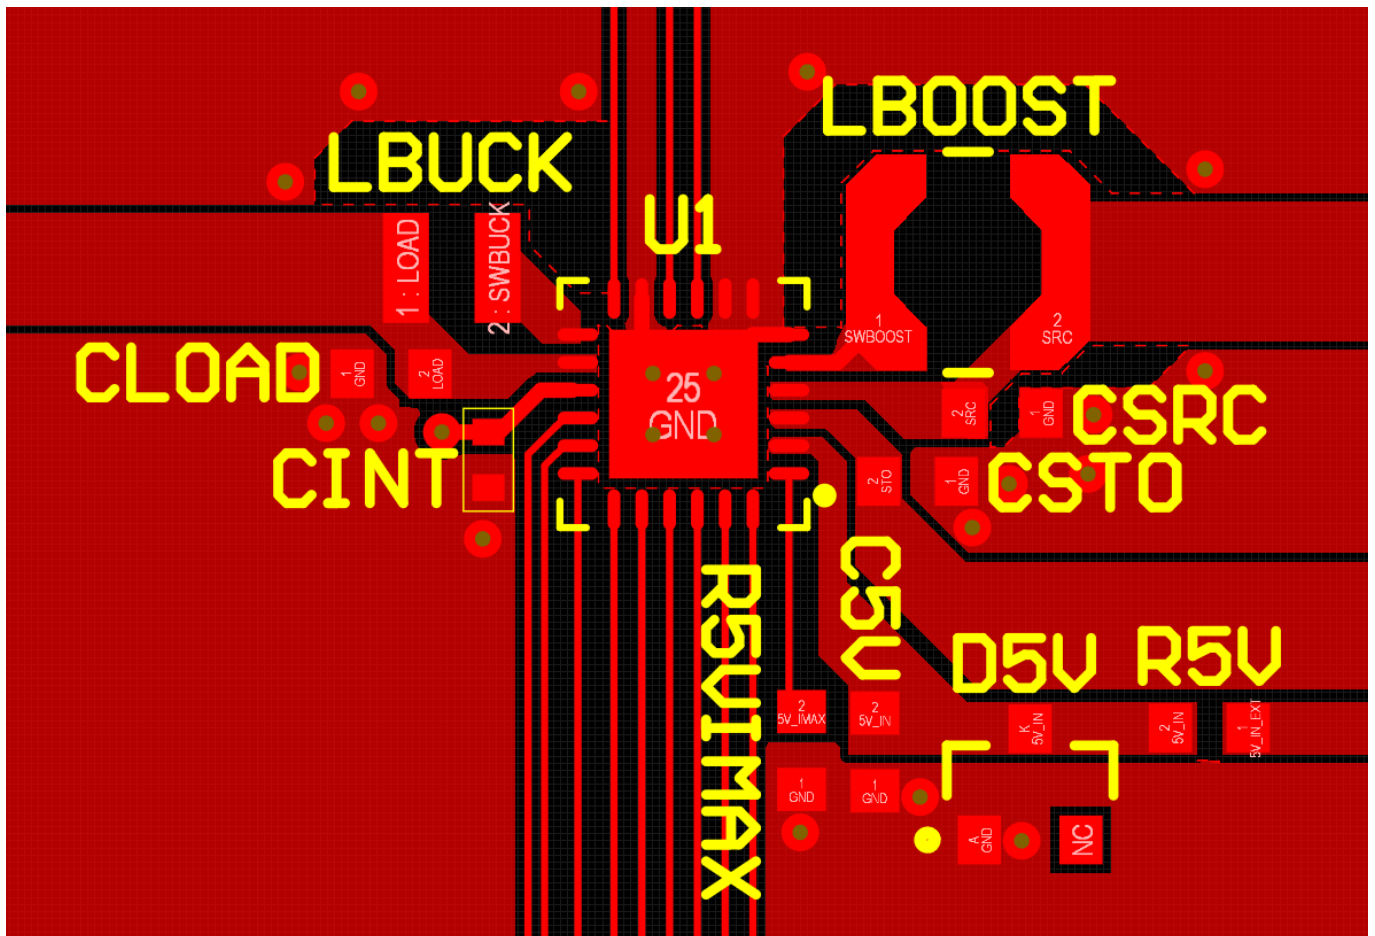 LBOOST
LBUCK
U1
1 : LOAD
2 : SWBUCK
1
SWBOOST
2
SRC
CLOAD
1
GND
2
LOAD
25
GND
2
SRC
1
GND
CSRC
CINT
2
STO
1
GND
CSTO
R5VIMAX
C5V
D5V
R5V
2
5V_IMAX
2
5V_IN
K
5V_IN
2
5V_IN
1
5V_IN_EXT
1
GND
1
GND
A
GND
NC